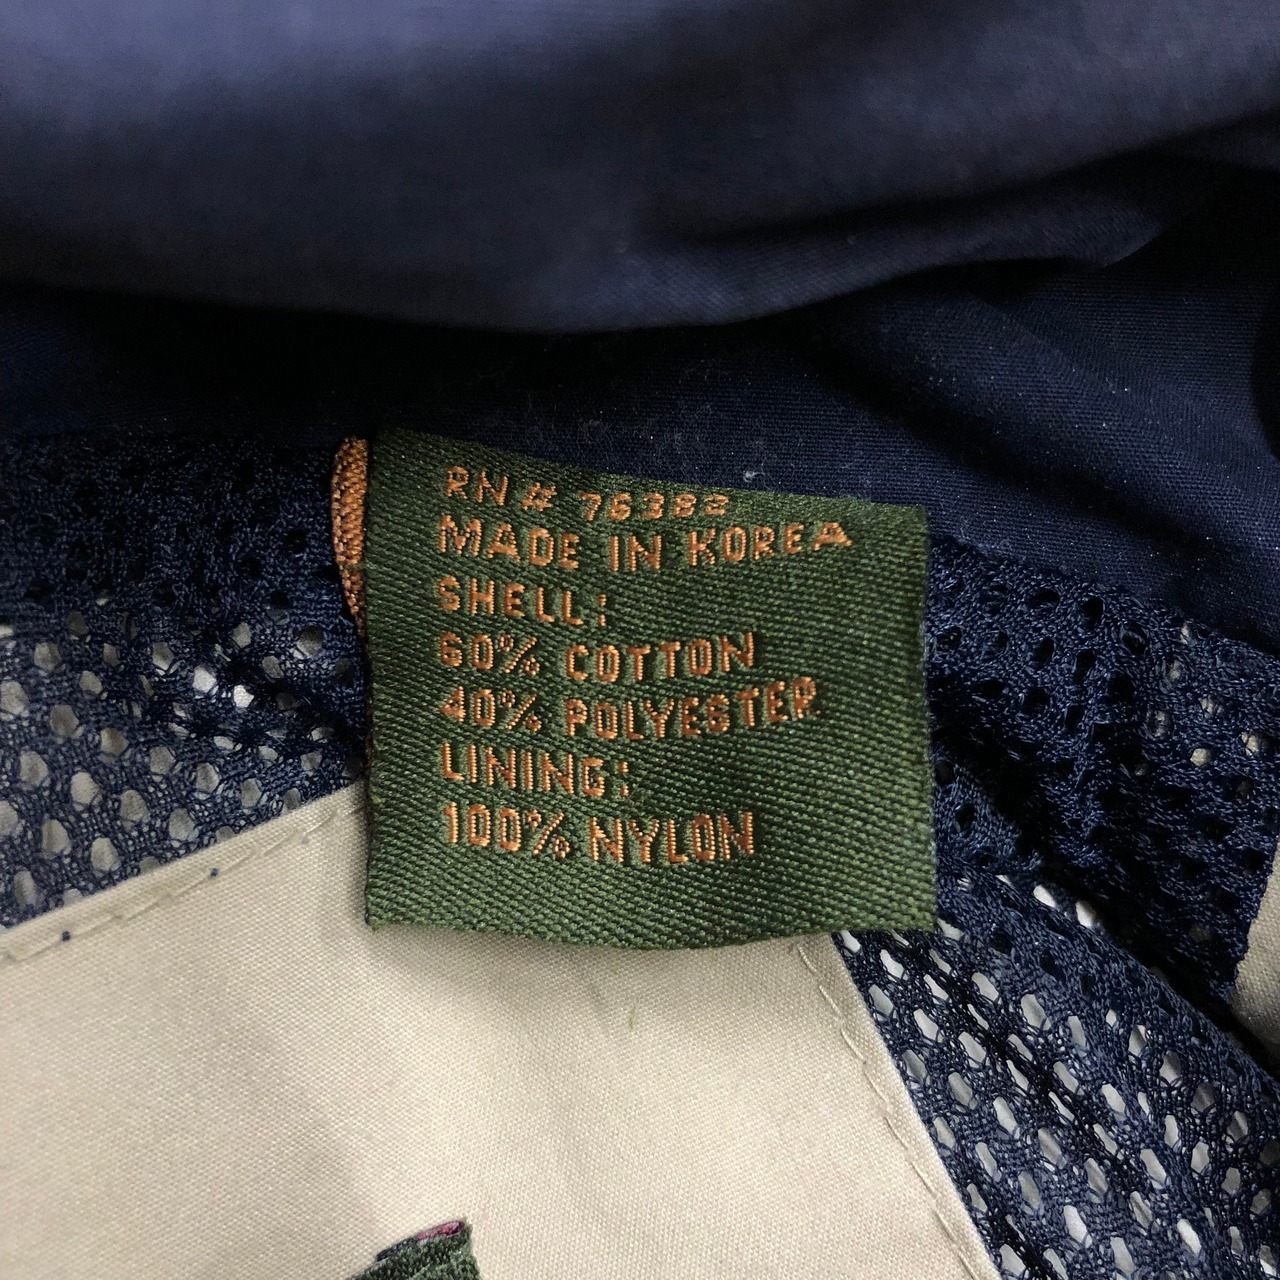 RN# 76382
MADE IN KOREA
SHELL:
60% COTTON
40% POLYESTER
LINING:
100% NYLON